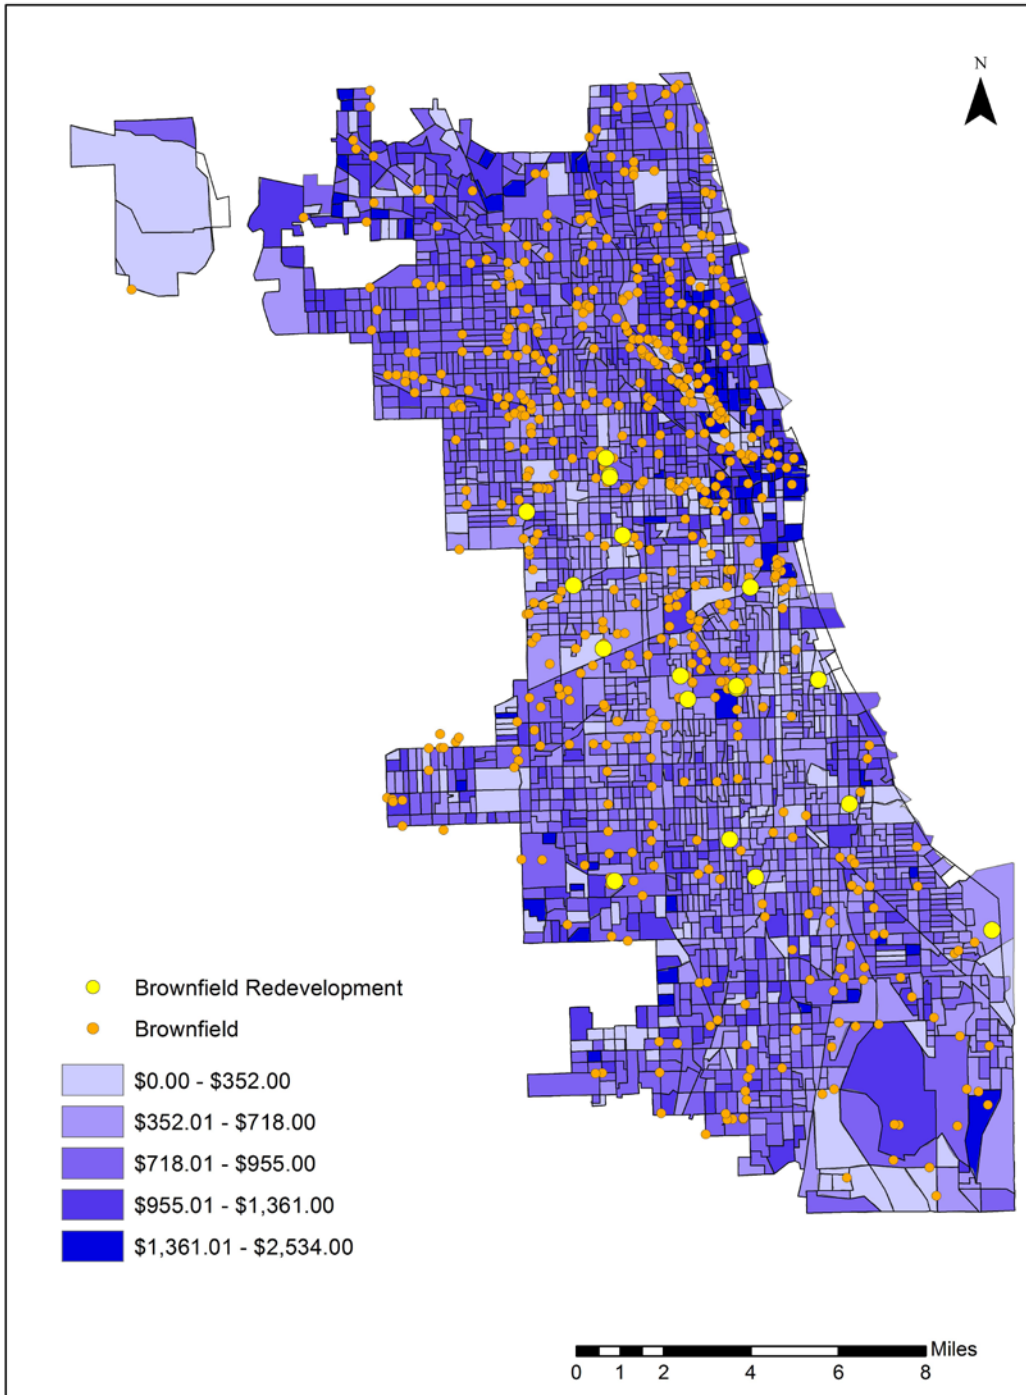 N
Brownfield Redevelopment
Brownfield
$0.00 - $352.00
$352.01 - $718.00
$718.01 - $955.00
$955.01 - $1,361.00
$1,361.01 - $2,534.00
Miles
0 1 2 4 6 8